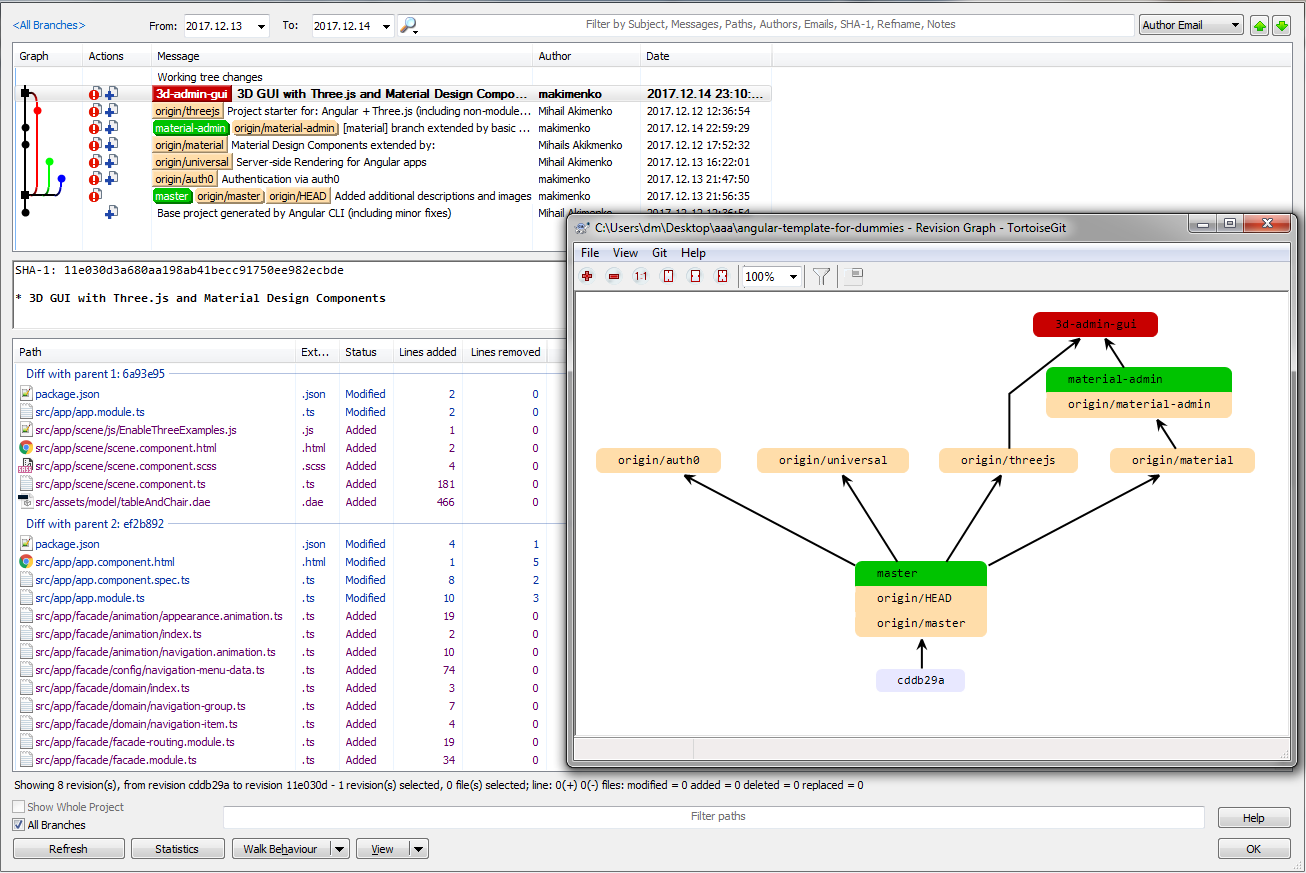 <All Branches> From: 2017.12.13 To: 2017.12.14 Filter by Subject, Messages, Paths, Authors, Emails, SHA-1, Refname, Notes Author Email
Graph Actions Message Author Date
Working tree changes
3d-admin-gui 3D GUI with Three.js and Material Design Compo... makimenko 2017.12.14 23:10:...
origin/threejs Project starter for: Angular + Three.js (including non-module... Mihail Akimenko 2017.12.12 12:36:54
material-admin origin/material-admin [material] branch extended by basic ... makimenko 2017.12.14 22:59:29
origin/material Material Design Components extended by: Mihails Akikmenko 2017.12.12 17:52:32
origin/universal Server-side Rendering for Angular apps Mihail Akimenko 2017.12.13 16:22:01
origin/auth0 Authentication via auth0 makimenko 2017.12.13 21:47:50
master origin/master origin/HEAD Added additional descriptions and images makimenko 2017.12.13 21:56:35
Base project generated by Angular CLI (including minor fixes) Mihail 2017.12.12 12:36:54
SHA-1: 11e030d3a680aa198ab41becc91750ee982ecbde
* 3D GUI with Three.js and Material Design Components
Path Ext... Status Lines added Lines removed
Diff with parent 1: 6a93e95
package.json .json Modified 2 0
src/app/app.module.ts .ts Modified 2 0
src/app/scene/js/EnableThreeExamples.js .js Added 1 0
src/app/scene/scene.component.html .html Added 2 0
src/app/scene/scene.component.scss .scss Added 4 0
src/app/scene/scene.component.ts .ts Added 181 0
src/assets/model/tableAndChair.dae .dae Added 466 0
Diff with parent 2: ef2b892
package.json .json Modified 4 1
src/app/app.component.html .html Modified 1 5
src/app/app.component.spec.ts .ts Modified 8 2
src/app/app.module.ts .ts Modified 10 3
src/app/facade/animation/appearance.animation.ts .ts Added 19 0
src/app/facade/animation/index.ts .ts Added 2 0
src/app/facade/animation/navigation.animation.ts .ts Added 10 0
src/app/facade/config/navigation-menu-data.ts .ts Added 74 0
src/app/facade/domain/index.ts .ts Added 3 0
src/app/facade/domain/navigation-group.ts .ts Added 7 0
src/app/facade/domain/navigation-item.ts .ts Added 4 0
src/app/facade/facade-routing.module.ts .ts Added 19 0
src/app/facade/facade.module.ts .ts Added 34 0
C:\Users\dm\Desktop\aaa\angular-template-for-dummies - Revision Graph - TortoiseGit
File View Git Help
1:1 100%
3d-admin-gui
material-admin
origin/material-admin
origin/auth0 origin/universal origin/threejs origin/material
master
origin/HEAD
origin/master
cddb29a
Showing 8 revision(s), from revision cddb29a to revision 11e030d - 1 revision(s) selected, 0 file(s) selected; line: 0(+) 0(-) files: modified = 0 added = 0 deleted = 0 replaced = 0
Show Whole Project
All Branches
Filter paths
Help
Refresh Statistics Walk Behaviour View OK